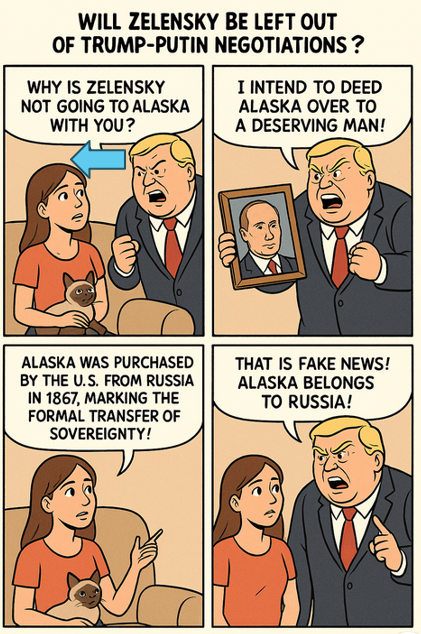 WILL ZELENSKY BE LEFT OUT
OF TRUMP-PUTIN NEGOTIATIONS?
WHY IS ZELENSKY
NOT GOING TO ALASKA
WITH YOU?
I INTEND TO DEED
ALASKA OVER TO
A DESERVING MAN!
ALASKA WAS PURCHASED
BY THE U.S. FROM RUSSIA
IN 1867, MARKING THE
FORMAL TRANSFER OF
SOVEREIGNTY!
THAT IS FAKE NEWS!
ALASKA BELONGS
TO RUSSIA!